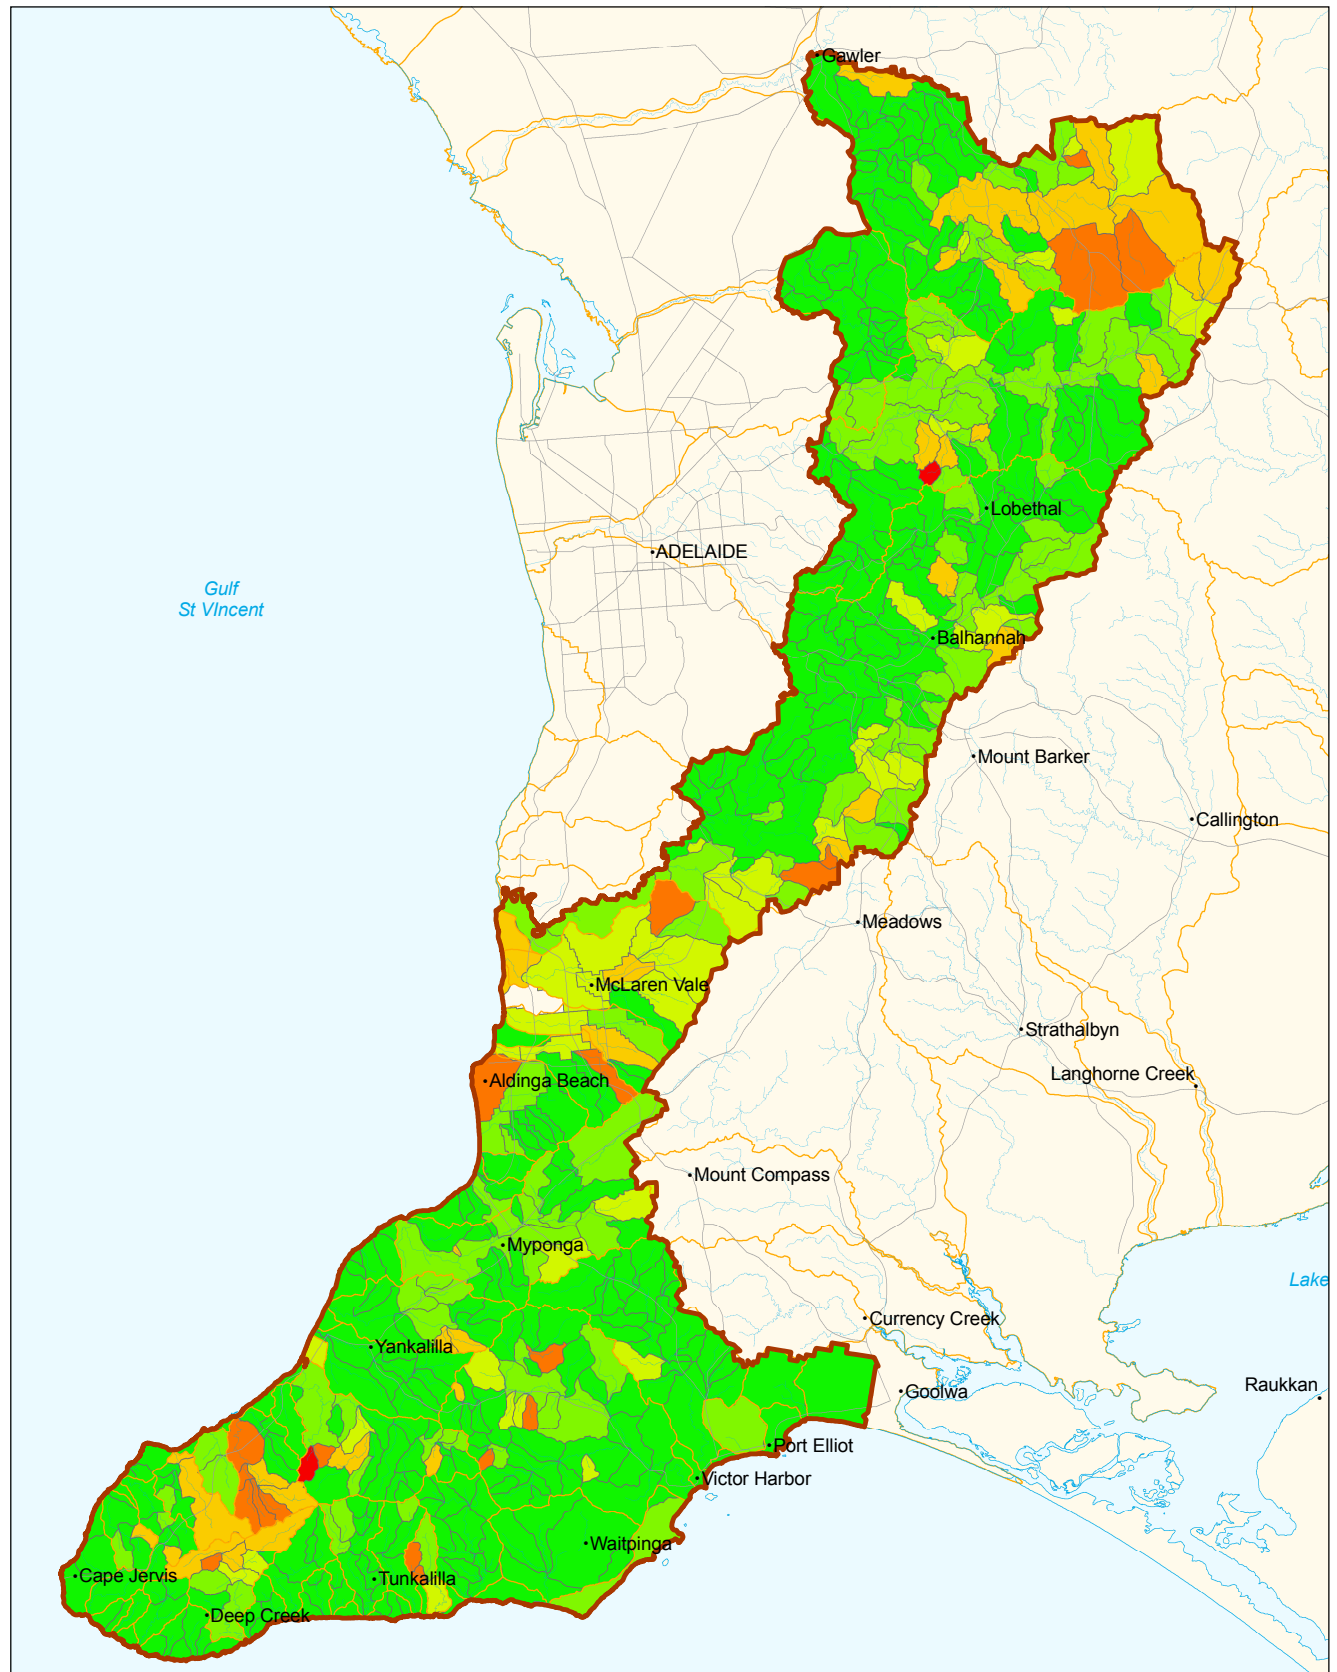 Gawler
Lobethal
ADELAIDE
Gulf
St VIncent
Balhannah
Mount Barker
Callington
Meadows
McLaren Vale
Strathalbyn
Langhorne Creek
Aldinga Beach
Mount Compass
Myponga
Lake
Currency Creek
Yankalilla
Raukkan
Goolwa
Port Elliot
Victor Harbor
Waitpinga
Cape Jervis
Tunkalilla
Deep Creek